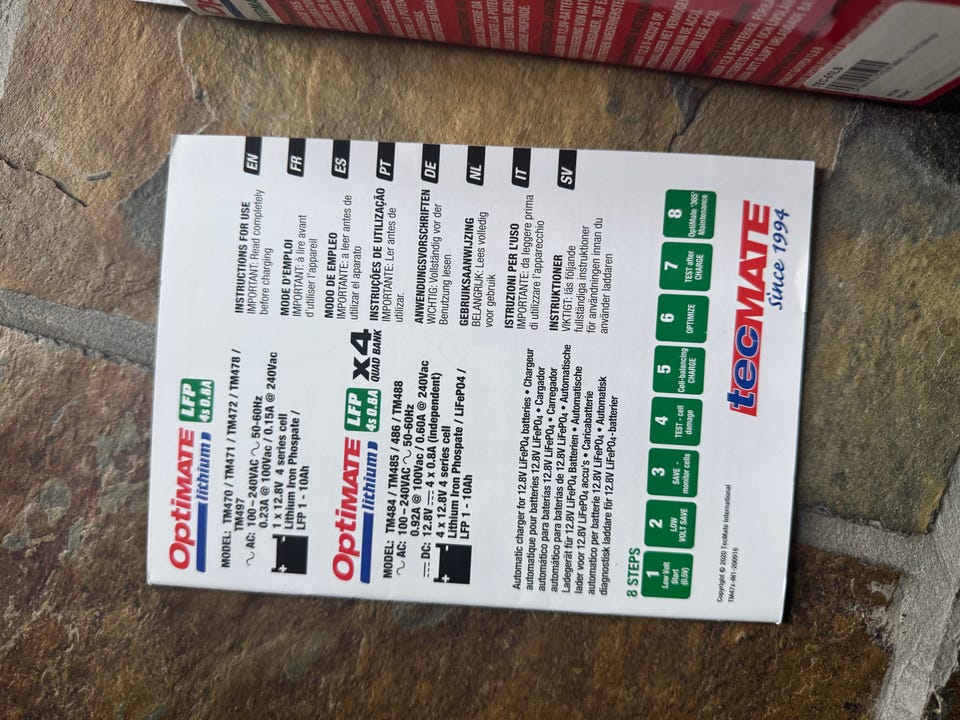 OptiMATE LFP
lithium 4s 0.8A
MODEL: TM470 / TM471 / TM472 / TM478 /
TM497
AC: 100-240VAC 50-60Hz
0.23A @ 100Vac / 0.15A @ 240Vac
1 x 12.8V 4 series cell
Lithium Iron Phospate /
LFP 1 - 10Ah
OptiMATE LFP X4
lithium 4s 0.8A QUAD BANK
MODEL: TM484 / TM485 / 486 / TM488
AC: 100-240VAC 50-60Hz
0.92A @ 100Vac / 0.60A @ 240Vac
DC: 12.8V 4 x 0.8A (independent)
4 x 12.8V 4 series cell
Lithium Iron Phospate / LiFePO4 /
LFP 1 - 10Ah
INSTRUCTIONS FOR USE EN
IMPORTANT: Read completely
before charging
MODE D'EMPLOI FR
IMPORTANT: à lire avant
d'utiliser l'appareil
MODO DE EMPLEO ES
IMPORTANTE: a leer antes de
utilizar el aparato
INSTRUÇÕES DE UTILIZAÇÃO PT
IMPORTANTE: Ler antes de
utilizar.
ANWENDUNGSVORSCHRIFTEN DE
WICHTIG: Vollständig vor der
Benutzung lesen
GEBRUIKSAANWIJZING NL
BELANGRIJK: Lees volledig
voor gebruik
ISTRUZIONI PER L'USO IT
IMPORTANTE: da leggere prima
di utilizzare l'apparecchio
INSTRUKTIONER SV
VIKTIGT: läs följande
fullständiga instruktioner
för användningen innan du
använder laddaren
Automatic charger for 12.8V LiFePO4 batteries • Chargeur
automatique pour batteries 12.8V LiFePO4 • Cargador
automático para baterías 12.8V LiFePO4 • Carregador
automático para baterias de 12.8V LiFePO4 • Automatische
Ladegerät für 12.8V LiFePO4 Batterien • Automatische
lader voor 12.8V LiFePO4 accu's • Caricabatterie
automatico per batterie 12.8V LiFePO4 • Automatisk
diagnostisk laddare för 12.8V LiFePO4-batterier
8 STEPS
1 Low Volt Start (0.5V)
2 LOW VOLT SAVE
3 SAVE - monitor cells
4 TEST - cell damage
5 Cell-balancing CHARGE
6 OPTIMIZE
7 TEST after CHARGE
8 OptiMate '365' Maintenance
Copyright © 2020 TecMate International
TM47x-IM1-200916
tecMATE
Since 1994